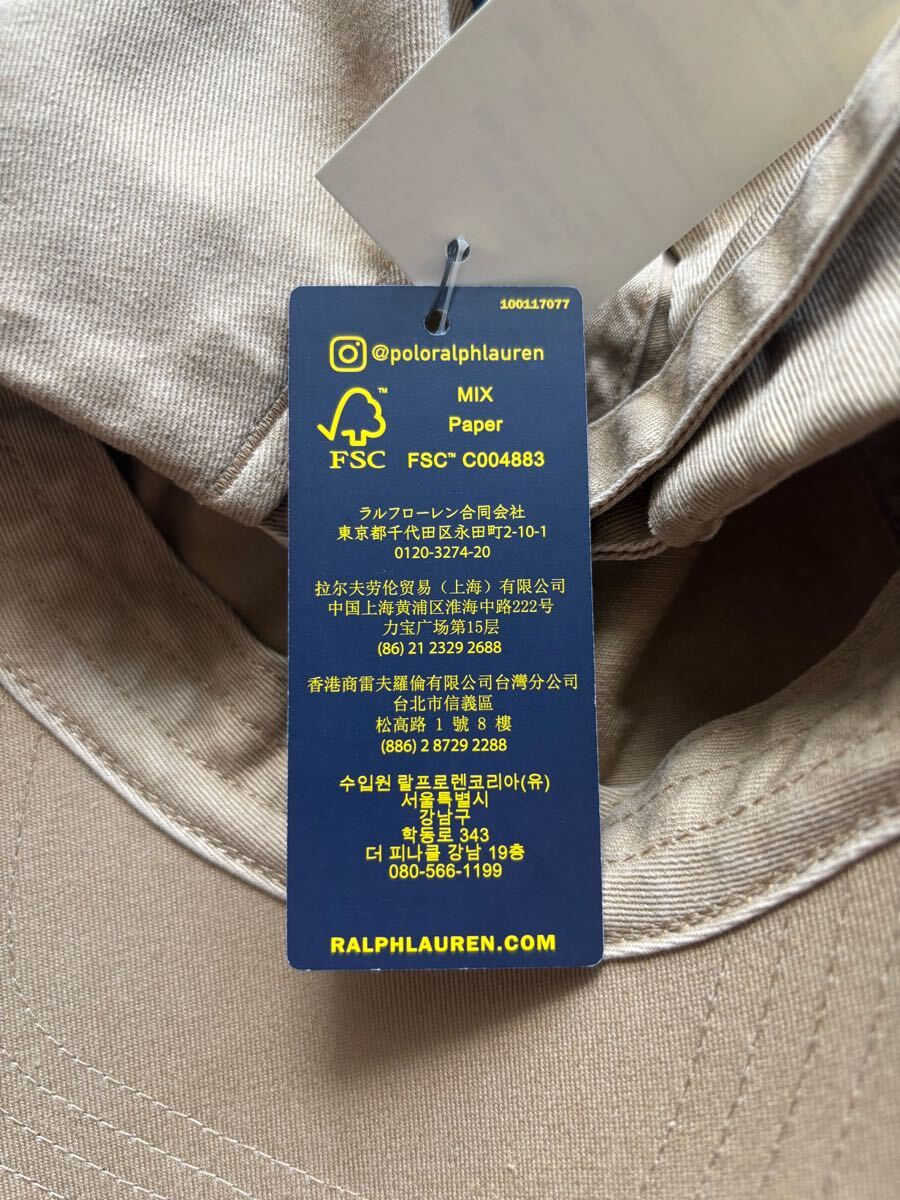 100117077
@poloralphlauren
MIX
Paper
FSC™ C004883
™
FSC
ラルフローレン合同会社
東京都千代田区永田町2-10-1
0120-3274-20
拉尔夫劳伦贸易（上海）有限公司
中国上海黄浦区淮海中路222号
力宝广场第15层
(86) 21 2329 2688
香港商雷夫羅倫有限公司台灣分公司
台北市信義區
松高路 1 號 8 樓
(886) 2 8729 2288
수입원 랄프로렌코리아(유)
서울특별시
강남구
학동로 343
더 피나클 강남 19층
080-566-1199
RALPHLAUREN.COM